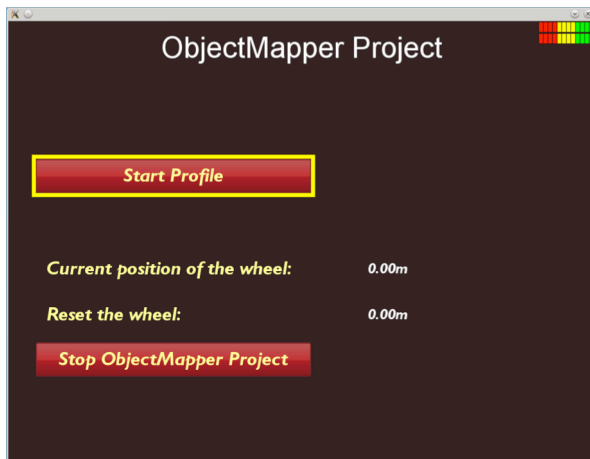 ObjectMapper Project
Start Profile
Current position of the wheel: 0.00m
Reset the wheel: 0.00m
Stop ObjectMapper Project